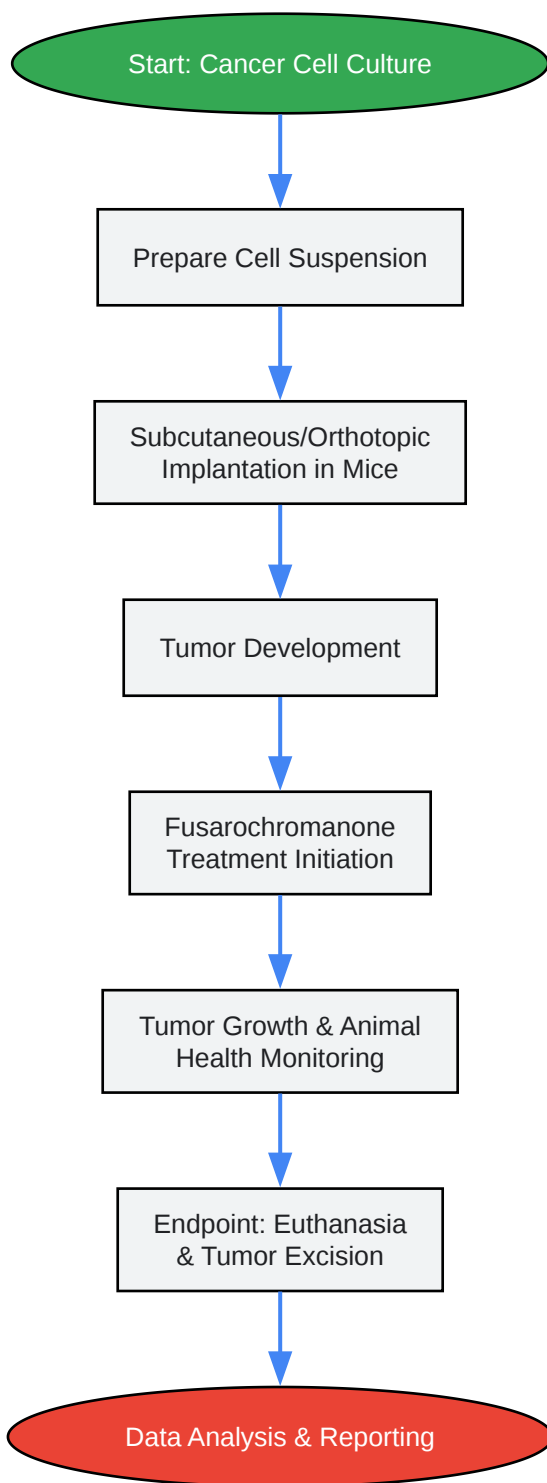 Start: Cancer Cell Culture
Prepare Cell Suspension
Subcutaneous/Orthotopic
Implantation in Mice
Tumor Development
Fusarochromanone
Treatment Initiation
Tumor Growth & Animal
Health Monitoring
Endpoint: Euthanasia
& Tumor Excision
Data Analysis & Reporting